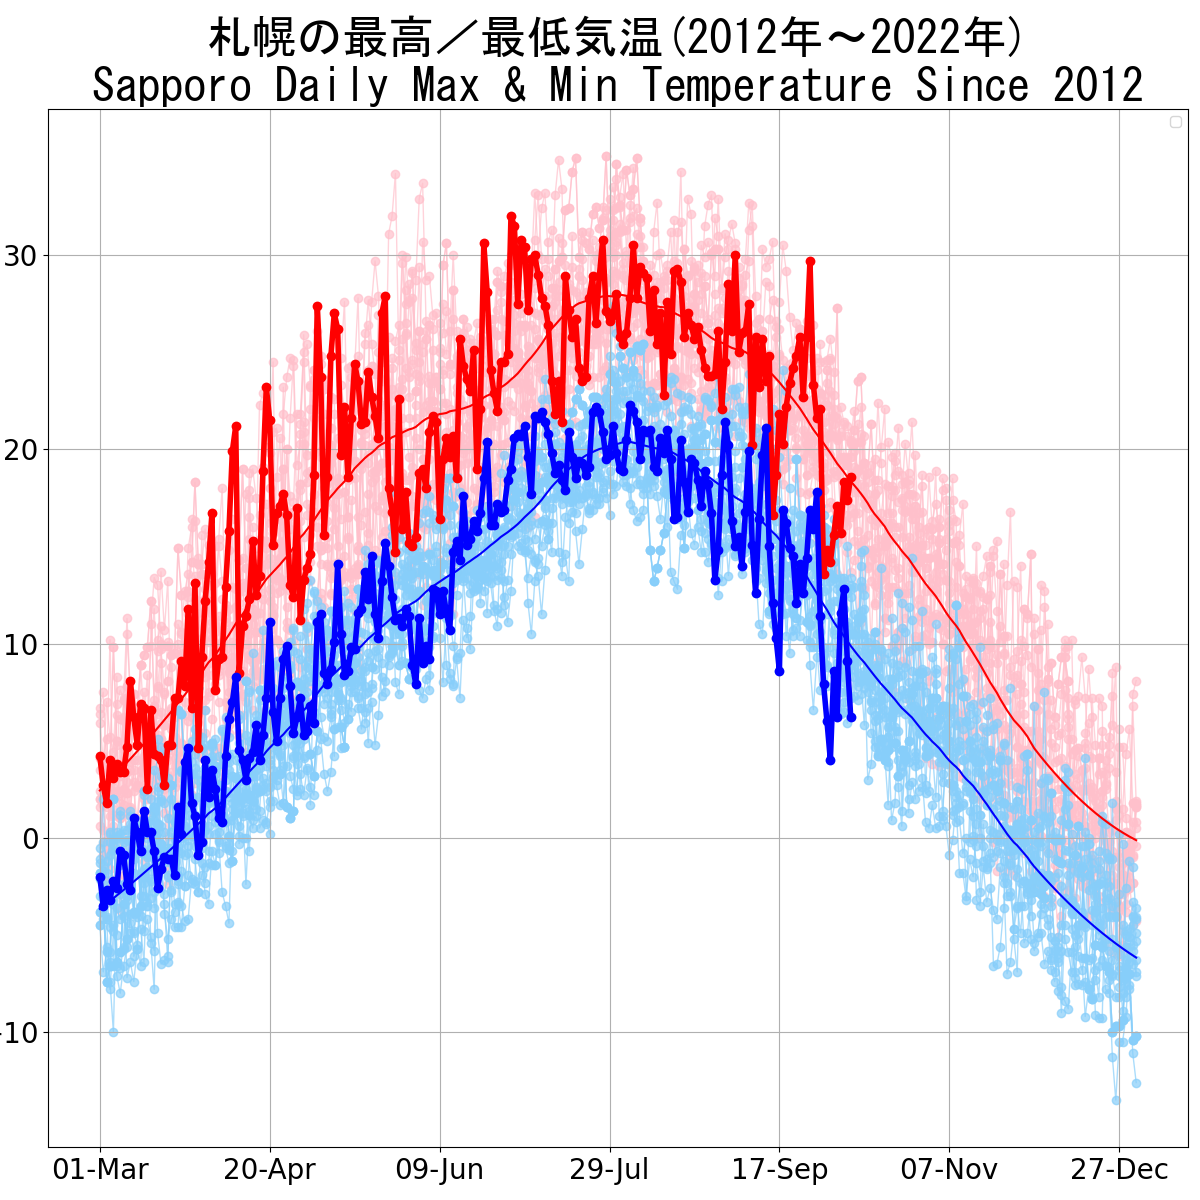 札幌の最高／最低気温(2012年～2022年)
Sapporo Daily Max & Min Temperature Since 2012
30
20
10
0
-10
01-Mar 20-Apr 09-Jun 29-Jul 17-Sep 07-Nov 27-Dec